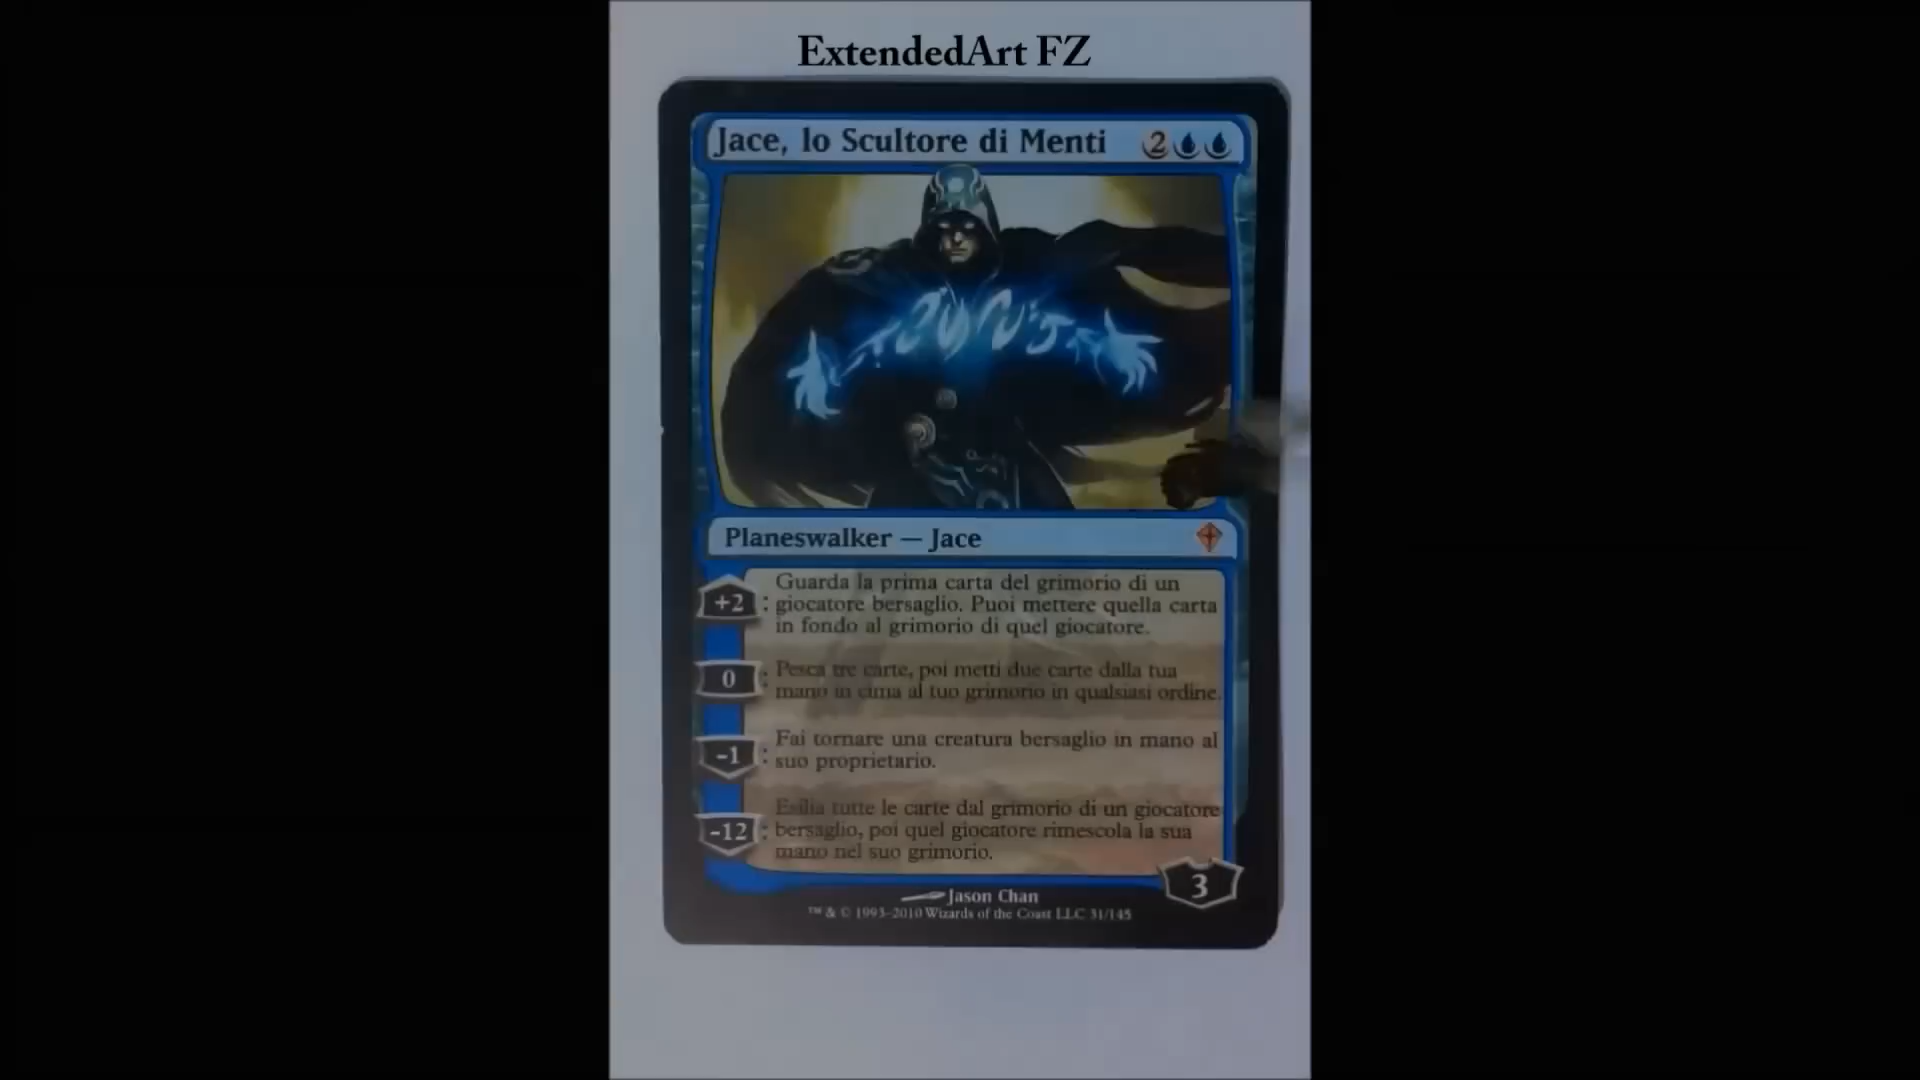 ExtendedArt FZ
Jace, lo Scultore di Menti 2
Planeswalker — Jace
+2 : Guarda la prima carta del grimorio di un
giocatore bersaglio. Puoi mettere quella carta
in fondo al grimorio di quel giocatore.
0 : Pesca tre carte, poi metti due carte dalla tua
mano in cima al tuo grimorio in qualsiasi ordine.
-1 : Fai tornare una creatura bersaglio in mano al
suo proprietario.
-12 : Esilia tutte le carte dal grimorio di un giocatore
bersaglio, poi quel giocatore rimescola la sua
mano nel suo grimorio.
3
Jason Chan
™ & © 1993–2010 Wizards of the Coast LLC 31/145